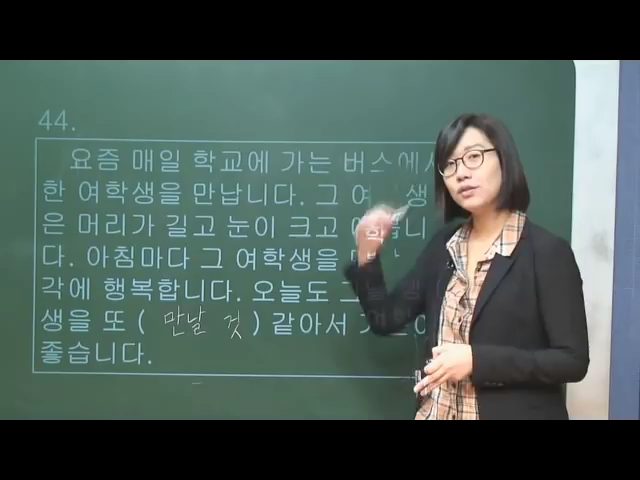 44.
요즘 매일 학교에 가는 버스에서
한 여학생을 만납니다. 그 여 생
은 머리가 길고 눈이 크고
다. 아침마다 그 여학생을
각에 행복합니다. 오늘도 그
생을 또 ( 만날 것 ) 같아서
좋습니다.